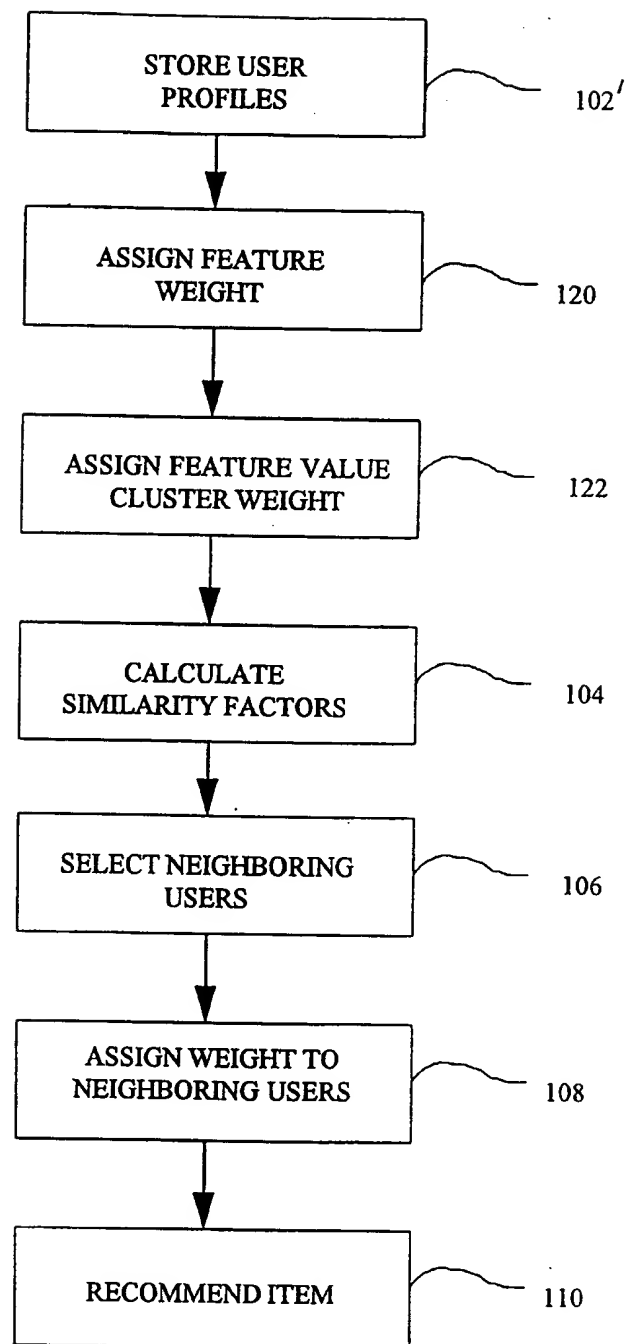 STORE USER
PROFILES
102'
ASSIGN FEATURE
WEIGHT
120
ASSIGN FEATURE VALUE
CLUSTER WEIGHT
122
CALCULATE
SIMILARITY FACTORS
104
SELECT NEIGHBORING
USERS
106
ASSIGN WEIGHT TO
NEIGHBORING USERS
108
RECOMMEND ITEM
110